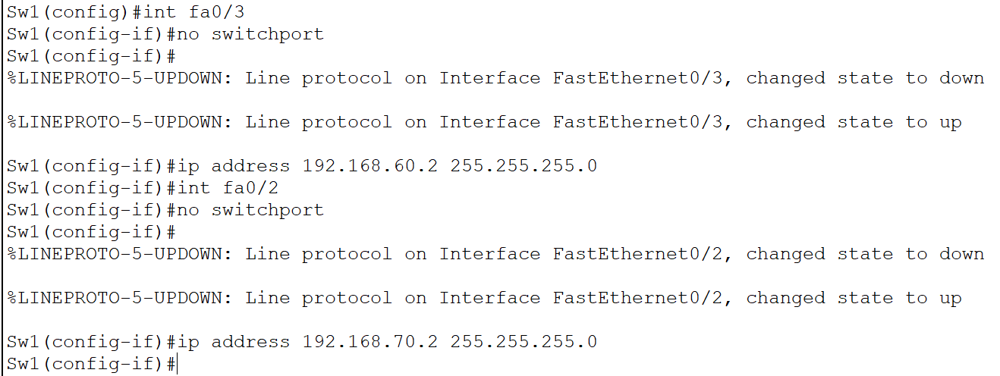 Sw1(config)#int fa0/3
Sw1(config-if)#no switchport
Sw1(config-if)#
%LINEPROTO-5-UPDOWN: Line protocol on Interface FastEthernet0/3, changed state to down
%LINEPROTO-5-UPDOWN: Line protocol on Interface FastEthernet0/3, changed state to up
Sw1(config-if)#ip address 192.168.60.2 255.255.255.0
Sw1(config-if)#int fa0/2
Sw1(config-if)#no switchport
Sw1(config-if)#
%LINEPROTO-5-UPDOWN: Line protocol on Interface FastEthernet0/2, changed state to down
%LINEPROTO-5-UPDOWN: Line protocol on Interface FastEthernet0/2, changed state to up
Sw1(config-if)#ip address 192.168.70.2 255.255.255.0
Sw1(config-if)#